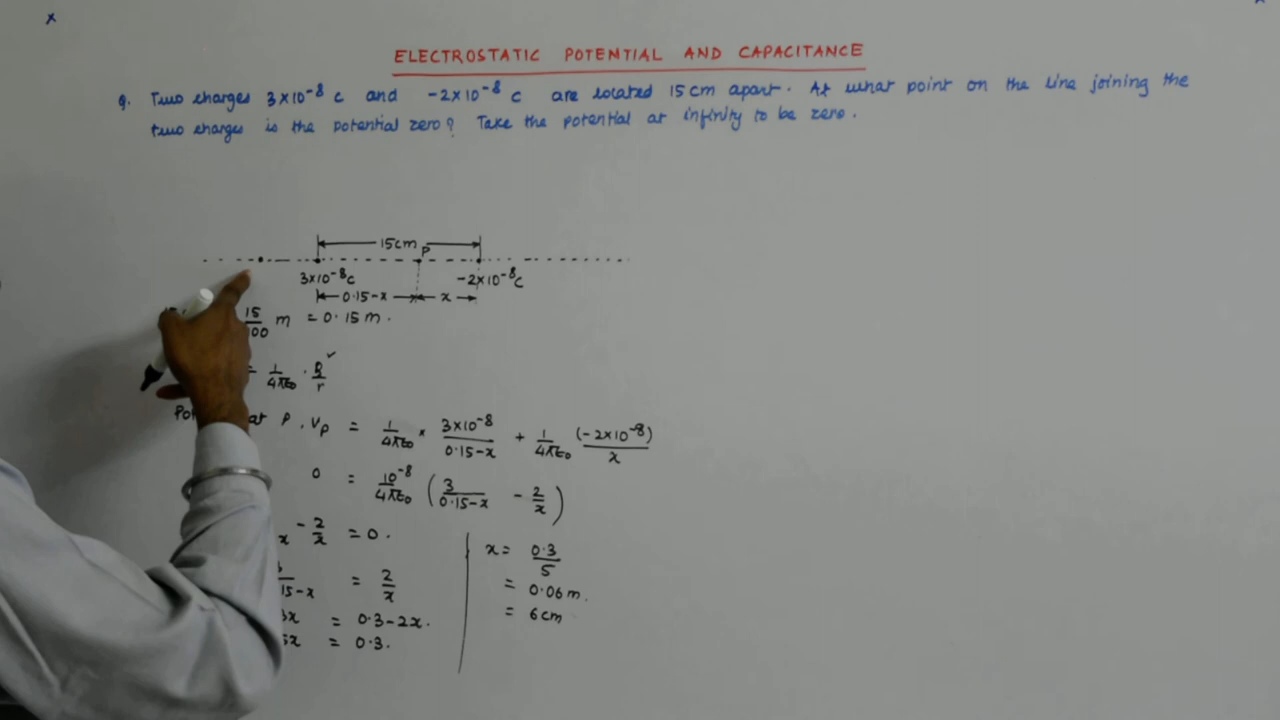 ELECTROSTATIC POTENTIAL AND CAPACITANCE
Q. Two charges 3×10⁻⁸ c and -2×10⁻⁸ c are located 15 cm apart. At what point on the line joining the
two charges is the potential zero? Take the potential at infinity to be zero.
15cm
P
3×10⁻⁸c -2×10⁻⁸c
0.15-x x
15/100 m = 0.15 m.
= 1/4πε₀ · Q/r
at P, Vp = 1/4πε₀ × 3×10⁻⁸/0.15-x + 1/4πε₀ (-2×10⁻⁸)/x
0 = 10⁻⁸/4πε₀ (3/0.15-x - 2/x)
x - 2/x = 0.
15-x = 2/x
3x = 0.3-2x.
5x = 0.3.
x = 0.3/5
= 0.06 m.
= 6cm